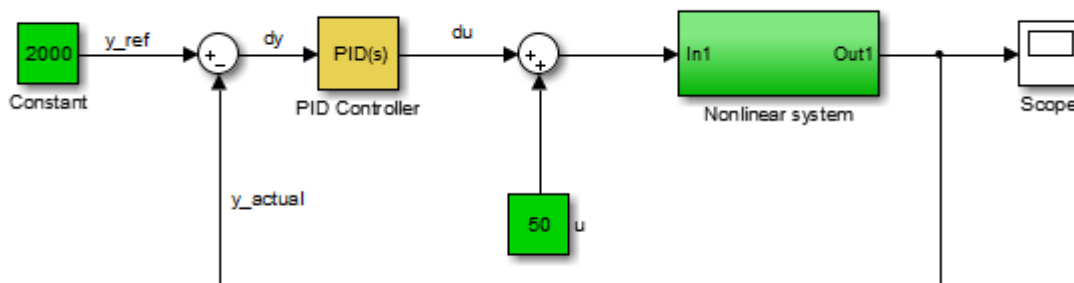 2000
Constant
y_ref
+
−
dy
PID(s)
PID Controller
du
+
+
50
u
In1
Out1
Nonlinear system
Scope
y_actual